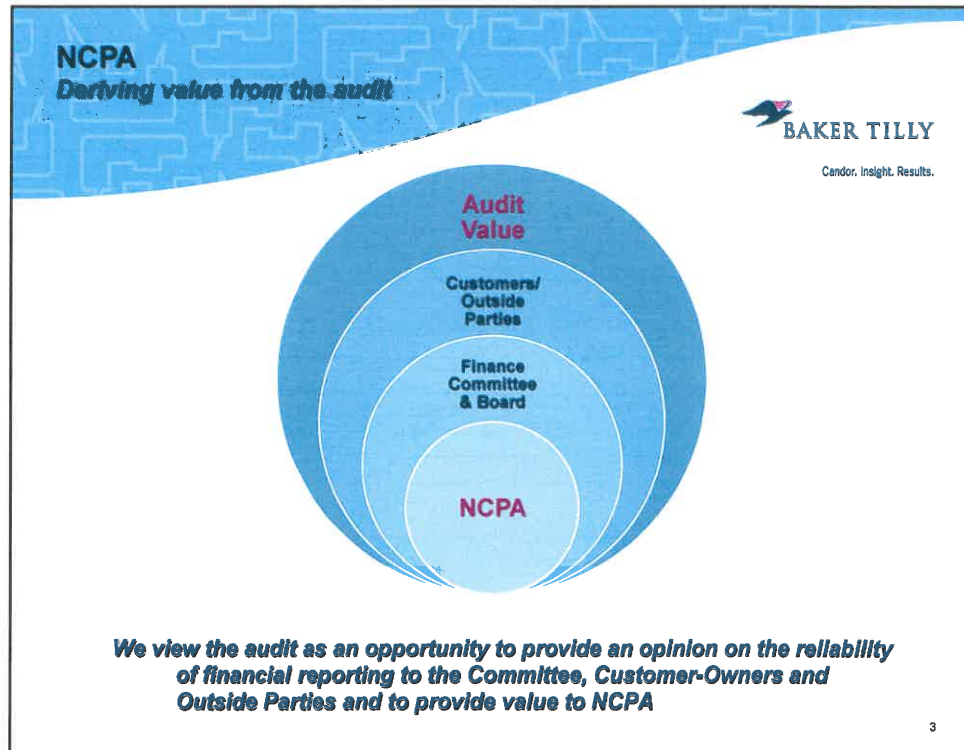 NCPA
Deriving value from the audit
BAKER TILLY
Candor. Insight. Results.
Audit
Value
Customers/
Outside
Parties
Finance
Committee
& Board
NCPA
We view the audit as an opportunity to provide an opinion on the reliability
of financial reporting to the Committee, Customer-Owners and
Outside Parties and to provide value to NCPA
3